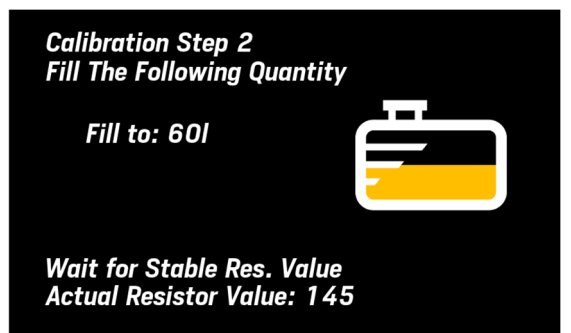 Calibration Step 2
Fill The Following Quantity
Fill to: 60l
Wait for Stable Res. Value
Actual Resistor Value: 145